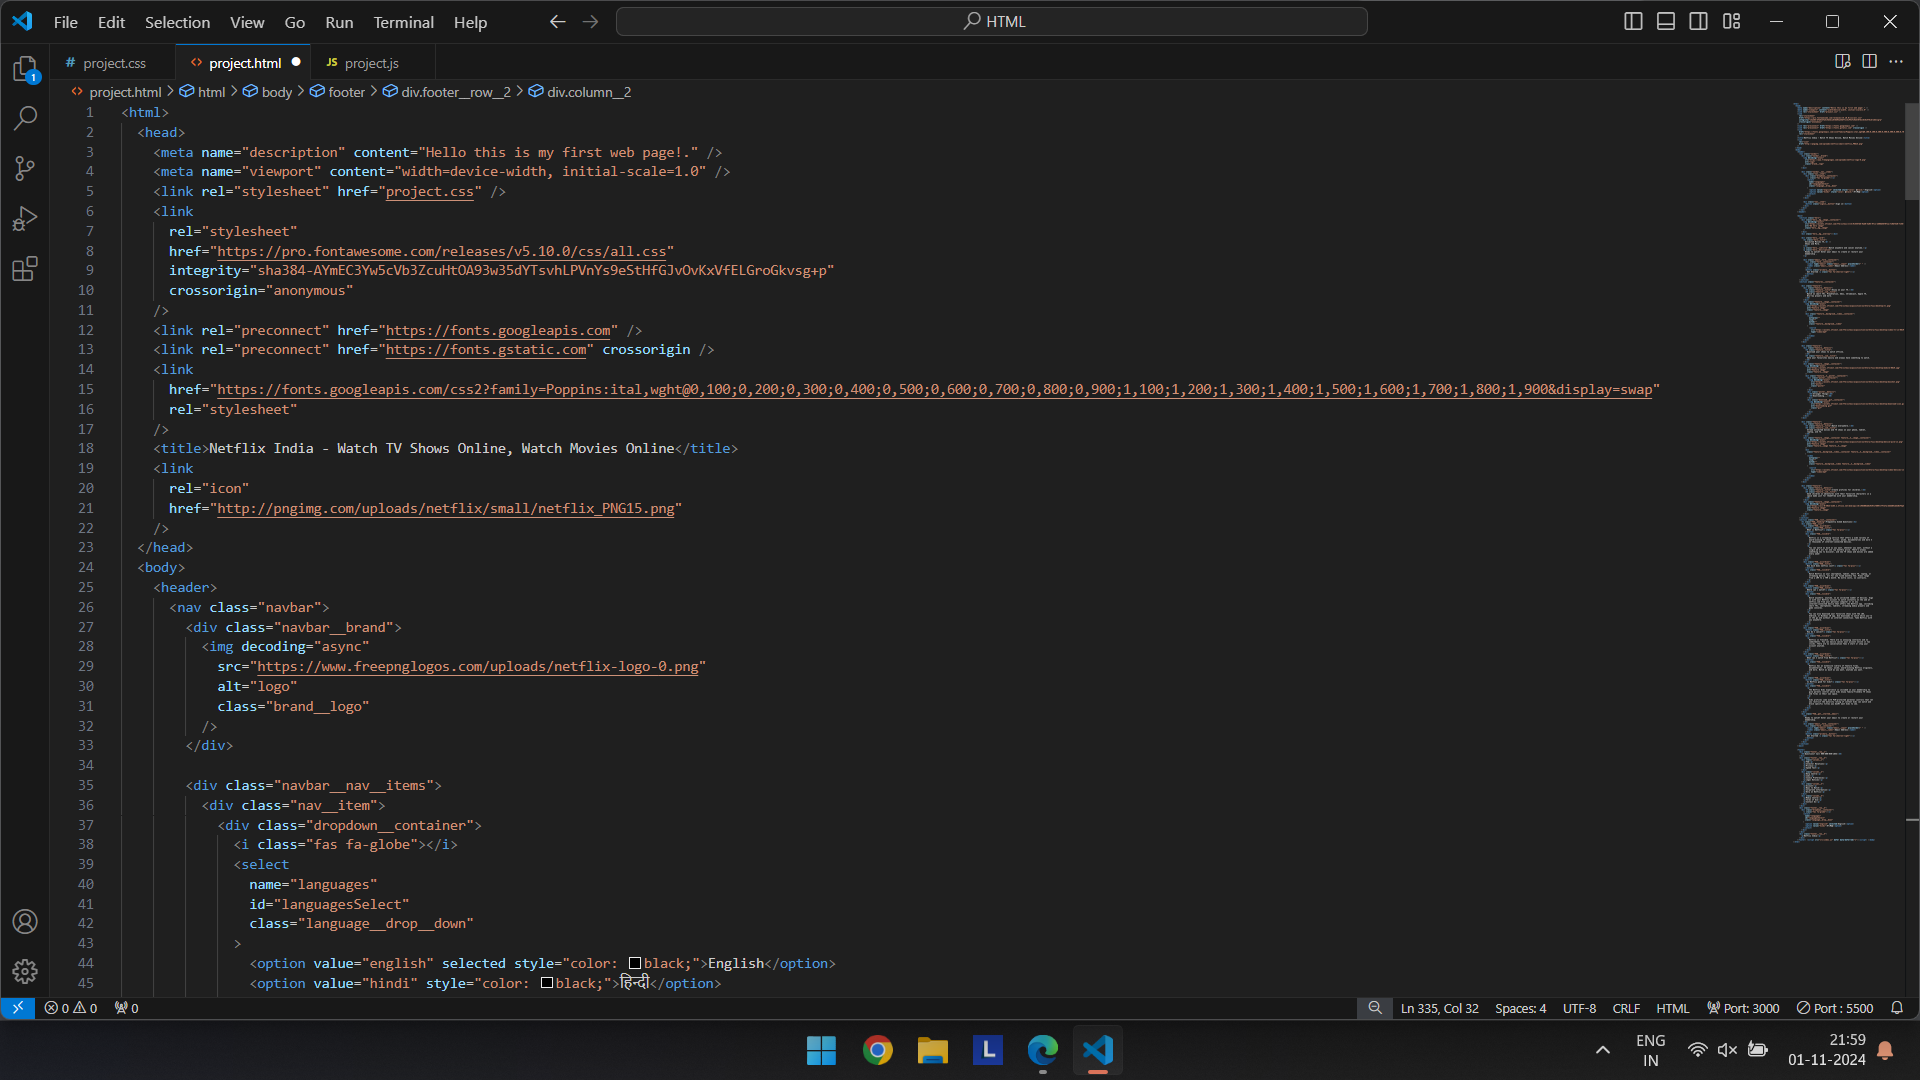 File Edit Selection View Go Run Terminal Help
HTML
# project.css
<> project.html
JS project.js
<> project.html > html > body > footer > div.footer__row__2 > div.column__2
1 <html>
2 <head>
3 <meta name="description" content="Hello this is my first web page!." />
4 <meta name="viewport" content="width=device-width, initial-scale=1.0" />
5 <link rel="stylesheet" href="project.css" />
6 <link
7 rel="stylesheet"
8 href="https://pro.fontawesome.com/releases/v5.10.0/css/all.css"
9 integrity="sha384-AYmEC3Yw5cVb3ZcuHtOA93w35dYTsvhLPVnYs9eStHfGJvOvKxVfELGroGkvsg+p"
10 crossorigin="anonymous"
11 />
12 <link rel="preconnect" href="https://fonts.googleapis.com" />
13 <link rel="preconnect" href="https://fonts.gstatic.com" crossorigin />
14 <link
15 href="https://fonts.googleapis.com/css2?family=Poppins:ital,wght@0,100;0,200;0,300;0,400;0,500;0,600;0,700;0,800;0,900;1,100;1,200;1,300;1,400;1,500;1,600;1,700;1,800;1,900&display=swap"
16 rel="stylesheet"
17 />
18 <title>Netflix India - Watch TV Shows Online, Watch Movies Online</title>
19 <link
20 rel="icon"
21 href="http://pngimg.com/uploads/netflix/small/netflix_PNG15.png"
22 />
23 </head>
24 <body>
25 <header>
26 <nav class="navbar">
27 <div class="navbar__brand">
28 <img decoding="async"
29 src="https://www.freepnglogos.com/uploads/netflix-logo-0.png"
30 alt="logo"
31 class="brand__logo"
32 />
33 </div>
34
35 <div class="navbar__nav__items">
36 <div class="nav__item">
37 <div class="dropdown__container">
38 <i class="fas fa-globe"></i>
39 <select
40 name="languages"
41 id="languagesSelect"
42 class="language__drop__down"
43 >
44 <option value="english" selected style="color: black;">English</option>
45 <option value="hindi" style="color: black;">हिन्दी</option>
0 0 0 Ln 335, Col 32 Spaces: 4 UTF-8 CRLF HTML Port: 3000 Port : 5500
1
L
ENG
IN
21:59
01-11-2024